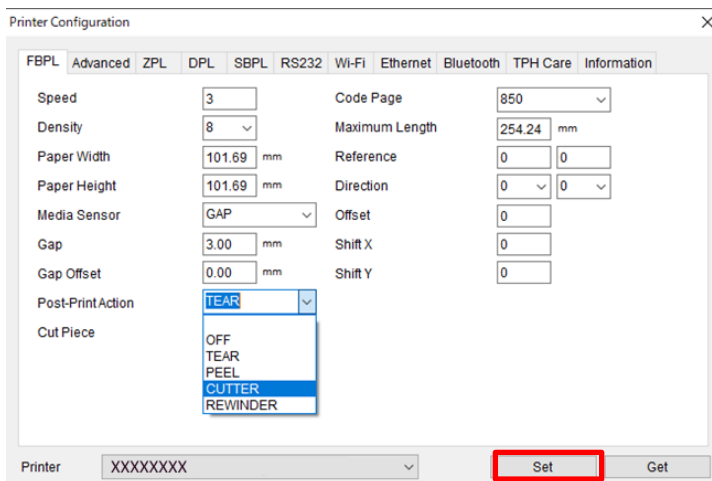 Printer Configuration
FBPL Advanced ZPL DPL SBPL RS232 Wi-Fi Ethernet Bluetooth TPH Care Information
Speed 3 Code Page 850
Density 8 Maximum Length 254.24 mm
Paper Width 101.69 mm Reference 0 0
Paper Height 101.69 mm Direction 0 0
Media Sensor GAP Offset 0
Gap 3.00 mm Shift X 0
Gap Offset 0.00 mm Shift Y 0
Post-Print Action TEAR
Cut Piece
OFF
TEAR
PEEL
CUTTER
REWINDER
Printer XXXXXXXX Set Get